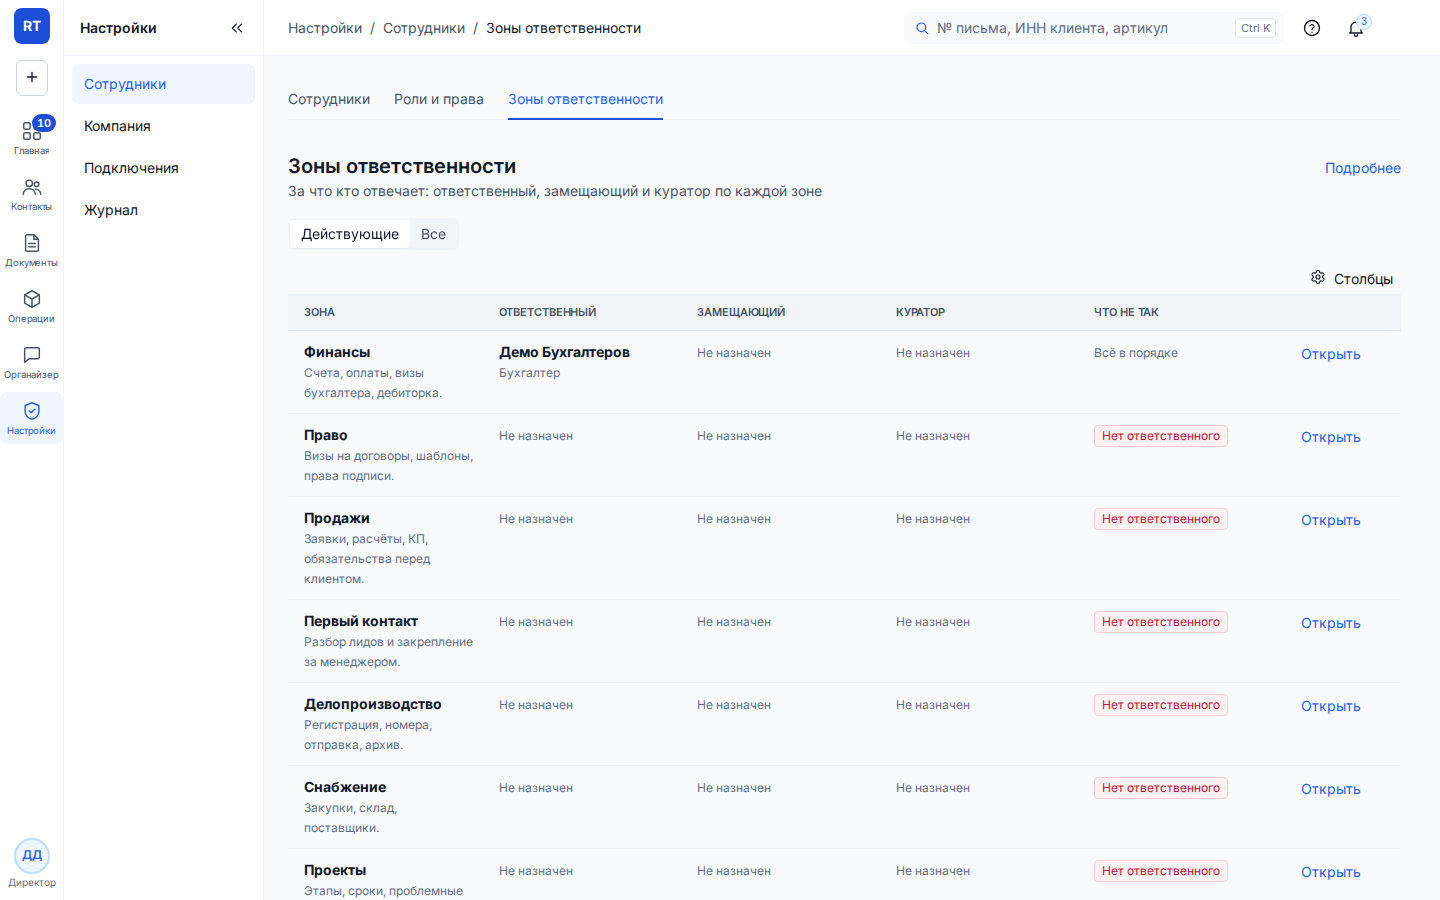 RT
Настройки
Настройки / Сотрудники / Зоны ответственности
№ письма, ИНН клиента, артикул
Ctrl K
3
10
Главная
Контакты
Документы
Операции
Органайзер
Настройки
ДД
Директор
Сотрудники
Компания
Подключения
Журнал
Сотрудники Роли и права Зоны ответственности
Зоны ответственности
Подробнее
За что кто отвечает: ответственный, замещающий и куратор по каждой зоне
Действующие Все
Столбцы
ЗОНА ОТВЕТСТВЕННЫЙ ЗАМЕЩАЮЩИЙ КУРАТОР ЧТО НЕ ТАК
Финансы Демо Бухгалтеров Не назначен Не назначен Всё в порядке Открыть
Счета, оплаты, визы Бухгалтер
бухгалтера, дебиторка.
Право Не назначен Не назначен Не назначен Нет ответственного Открыть
Визы на договоры, шаблоны,
права подписи.
Продажи Не назначен Не назначен Не назначен Нет ответственного Открыть
Заявки, расчёты, КП,
обязательства перед
клиентом.
Первый контакт Не назначен Не назначен Не назначен Нет ответственного Открыть
Разбор лидов и закрепление
за менеджером.
Делопроизводство Не назначен Не назначен Не назначен Нет ответственного Открыть
Регистрация, номера,
отправка, архив.
Снабжение Не назначен Не назначен Не назначен Нет ответственного Открыть
Закупки, склад,
поставщики.
Проекты Не назначен Не назначен Не назначен Нет ответственного Открыть
Этапы, сроки, проблемные